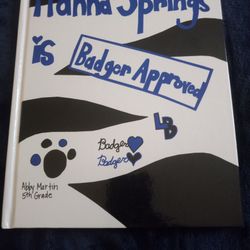 Hanna Springs
is
Badger Approved
LB
Badger
Badger
Abby Martin
5th Grade